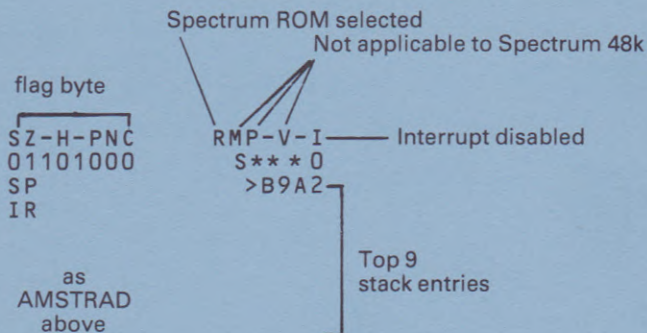 Spectrum ROM selected
Not applicable to Spectrum 48k
flag byte
SZ-H-PNC RMP-V-I Interrupt disabled
01101000 S** *0
SP >B9A2
IR
Top 9
stack entries
as
AMSTRAD
above